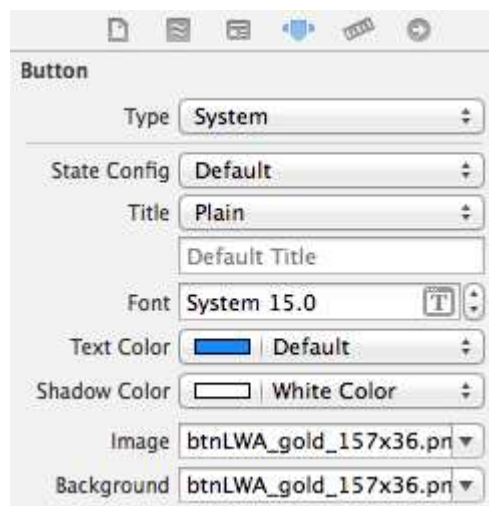 Button
Type System
State Config Default
Title Plain
Default Title
Font System 15.0 T
Text Color Default
Shadow Color White Color
Image btnLWA_gold_157x36.pn
Background btnLWA_gold_157x36.pn